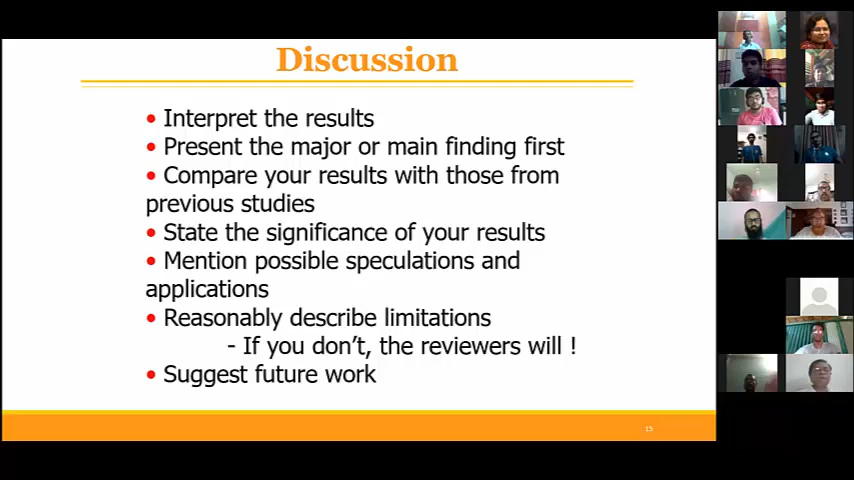 Discussion
• Interpret the results
• Present the major or main finding first
• Compare your results with those from
previous studies
• State the significance of your results
• Mention possible speculations and
applications
• Reasonably describe limitations
- If you don't, the reviewers will !
• Suggest future work
15